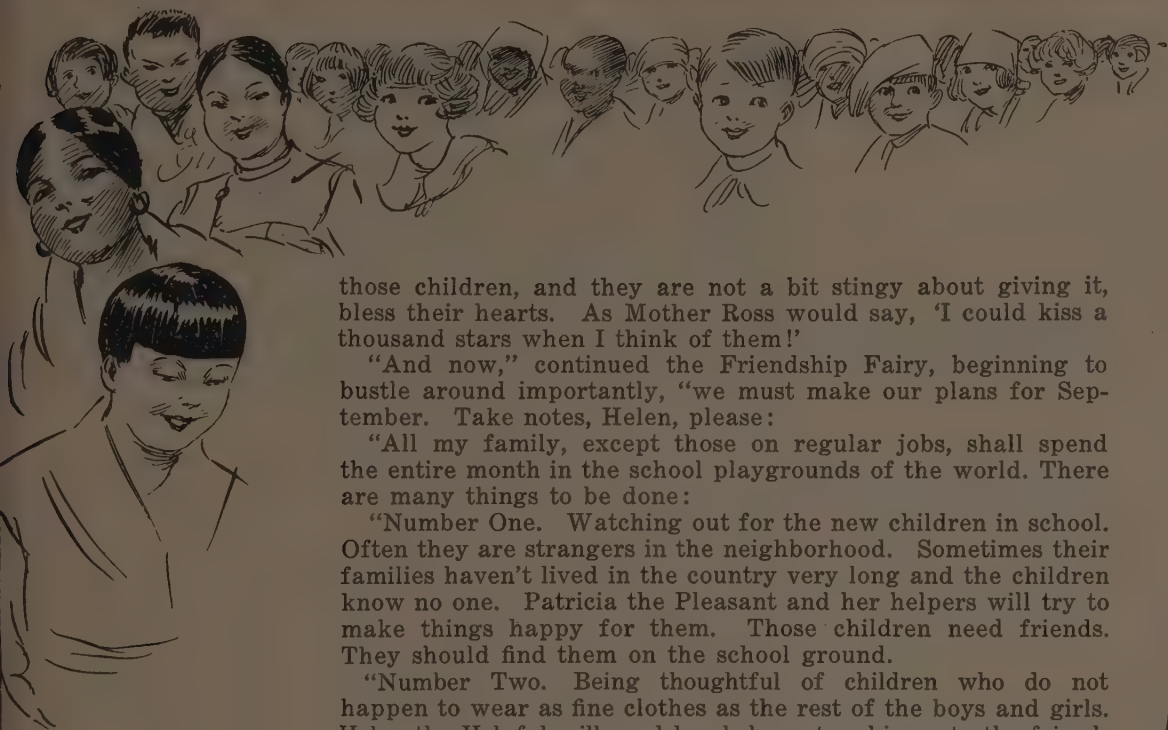 those children, and they are not a bit stingy about giving it,
bless their hearts. As Mother Ross would say, ‘I could kiss a
thousand stars when I think of them!’
“And now,” continued the Friendship Fairy, beginning to
bustle around importantly, “we must make our plans for Sep-
tember. Take notes, Helen, please:
“All my family, except those on regular jobs, shall spend
the entire month in the school playgrounds of the world. There
are many things to be done:
“Number One. Watching out for the new children in school.
Often they are strangers in the neighborhood. Sometimes their
families haven’t lived in the country very long and the children
know no one. Patricia the Pleasant and her helpers will try to
make things happy for them. Those children need friends.
They should find them on the school ground.
“Number Two. Being thoughtful of children who do not
happen to wear as fine clothes as the rest of the boys and girls.